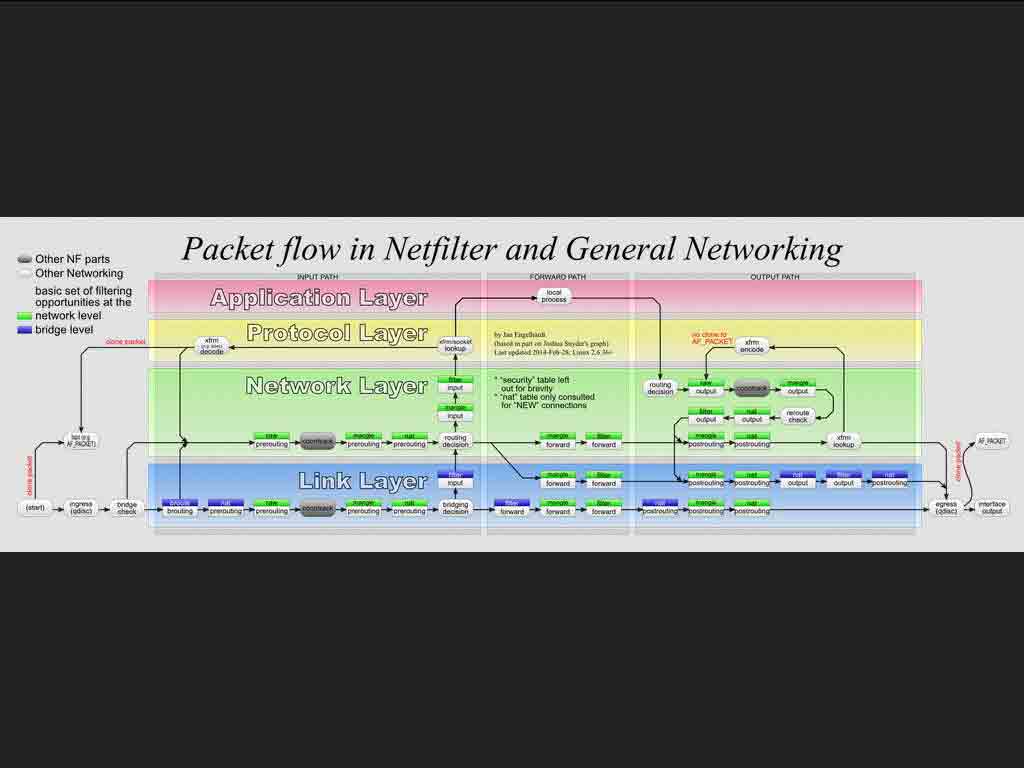 Packet flow in Netfilter and General Networking
Other NF parts
Other Networking
basic set of filtering
opportunities at the
network level
bridge level
INPUT PATH
FORWARD PATH
OUTPUT PATH
Application Layer
local
process
Protocol Layer
clone packet
xfrm
decode
xfrm/socket
lookup
by Jan Engelhardt
(based in part on Joshua Snyder's graph)
Last updated 2014-Feb-28; Linux 2.6.36+
via clone to
AF_PACKET
xfrm
encode
Network Layer
filter
input
mangle
input
* "security" table left
out for brevity
* "nat" table only consulted
for "NEW" connections
routing
decision
raw
output
conntrack
mangle
output
filter
output
nat
output
reroute
check
AF_PACKET)
raw
prerouting
conntrack
mangle
prerouting
nat
prerouting
routing
decision
mangle
forward
filter
forward
mangle
postrouting
nat
postrouting
xfrm
lookup
clone packet
AF_PACKET
clone packet
Link Layer
filter
input
mangle
forward
filter
forward
mangle
postrouting
nat
postrouting
nat
output
filter
output
nat
postrouting
(start)
ingress
(qdisc)
bridge
check
broute
brouting
nat
prerouting
raw
prerouting
conntrack
mangle
prerouting
nat
prerouting
bridging
decision
filter
forward
mangle
forward
filter
forward
nat
postrouting
mangle
postrouting
nat
postrouting
egress
(qdisc)
interface
output